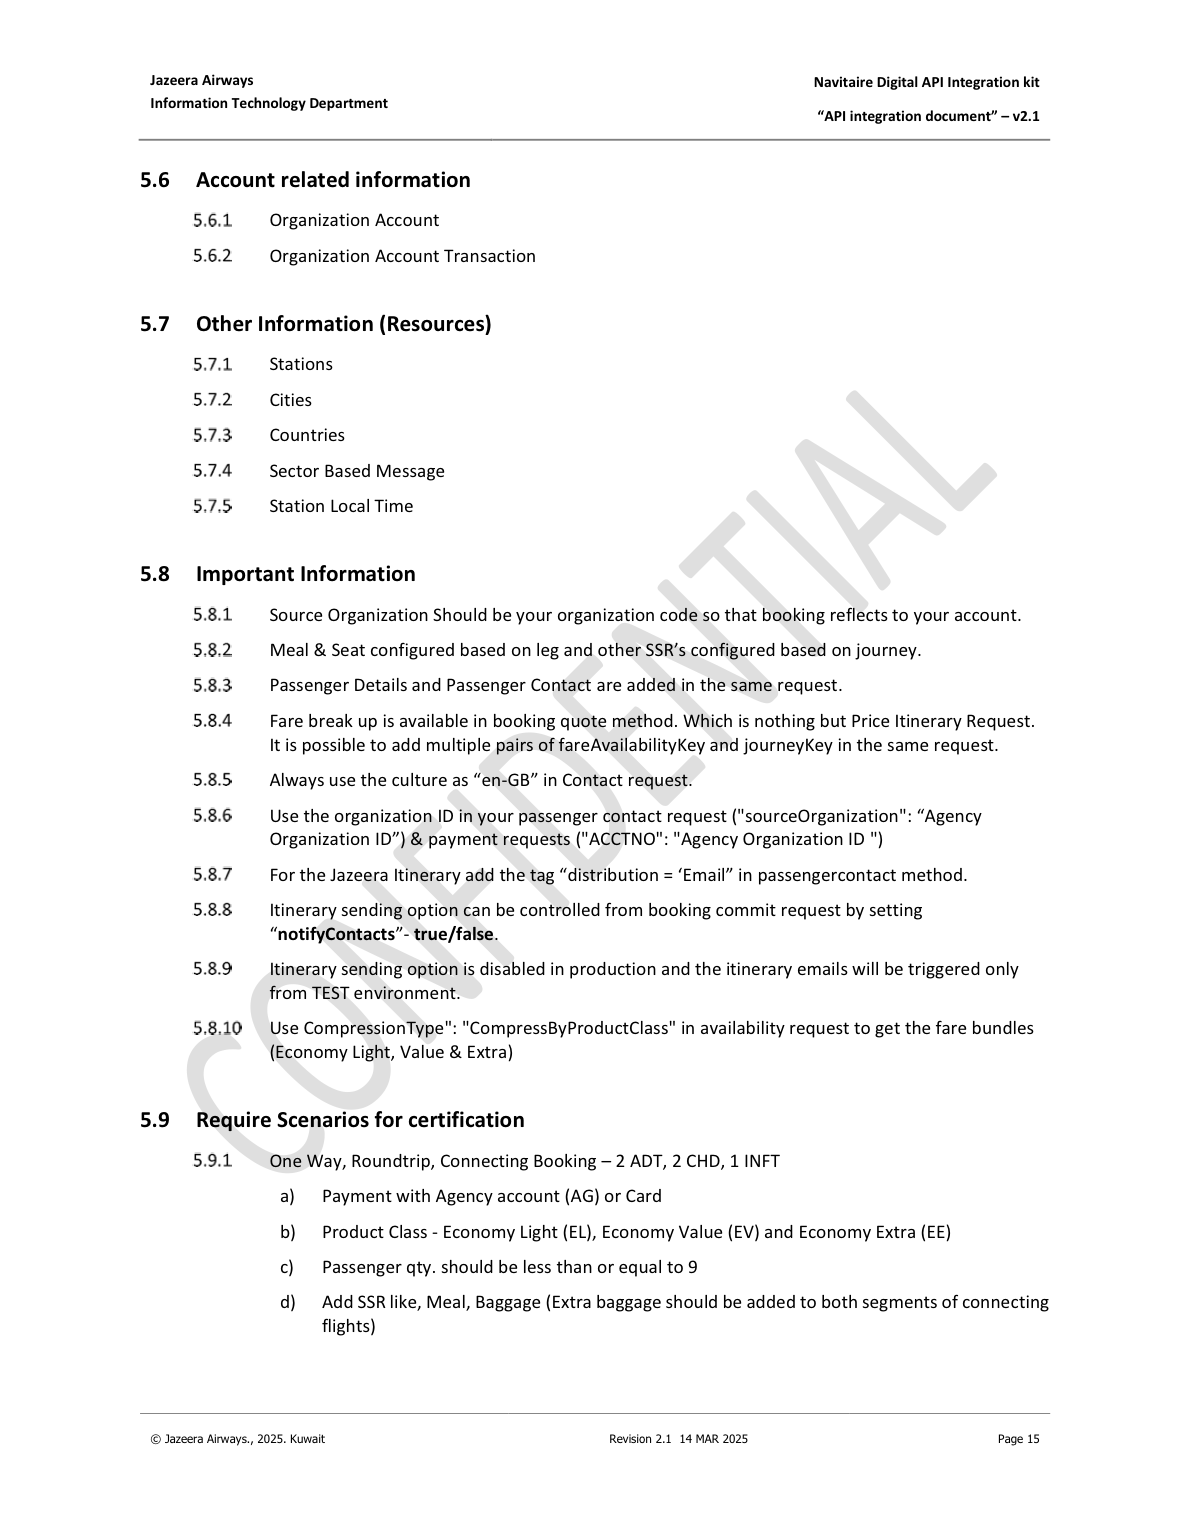 Jazeera Airways
Information Technology Department
Navitaire Digital API Integration kit
“API integration document” – v2.1
5.6 Account related information
5.6.1 Organization Account
5.6.2 Organization Account Transaction
5.7 Other Information (Resources)
5.7.1 Stations
5.7.2 Cities
5.7.3 Countries
5.7.4 Sector Based Message
5.7.5 Station Local Time
5.8 Important Information
5.8.1 Source Organization Should be your organization code so that booking reflects to your account.
5.8.2 Meal & Seat configured based on leg and other SSR’s configured based on journey.
5.8.3 Passenger Details and Passenger Contact are added in the same request.
5.8.4 Fare break up is available in booking quote method. Which is nothing but Price Itinerary Request.
It is possible to add multiple pairs of fareAvailabilityKey and journeyKey in the same request.
5.8.5 Always use the culture as “en-GB” in Contact request.
5.8.6 Use the organization ID in your passenger contact request ("sourceOrganization": “Agency
Organization ID”) & payment requests ("ACCTNO": "Agency Organization ID ")
5.8.7 For the Jazeera Itinerary add the tag “distribution = ‘Email” in passengercontact method.
5.8.8 Itinerary sending option can be controlled from booking commit request by setting
“notifyContacts”- true/false.
5.8.9 Itinerary sending option is disabled in production and the itinerary emails will be triggered only
from TEST environment.
5.8.10 Use CompressionType": "CompressByProductClass" in availability request to get the fare bundles
(Economy Light, Value & Extra)
5.9 Require Scenarios for certification
5.9.1 One Way, Roundtrip, Connecting Booking – 2 ADT, 2 CHD, 1 INFT
a) Payment with Agency account (AG) or Card
b) Product Class - Economy Light (EL), Economy Value (EV) and Economy Extra (EE)
c) Passenger qty. should be less than or equal to 9
d) Add SSR like, Meal, Baggage (Extra baggage should be added to both segments of connecting
flights)
CONFIDENTIAL
© Jazeera Airways., 2025. Kuwait Revision 2.1 14 MAR 2025 Page 15